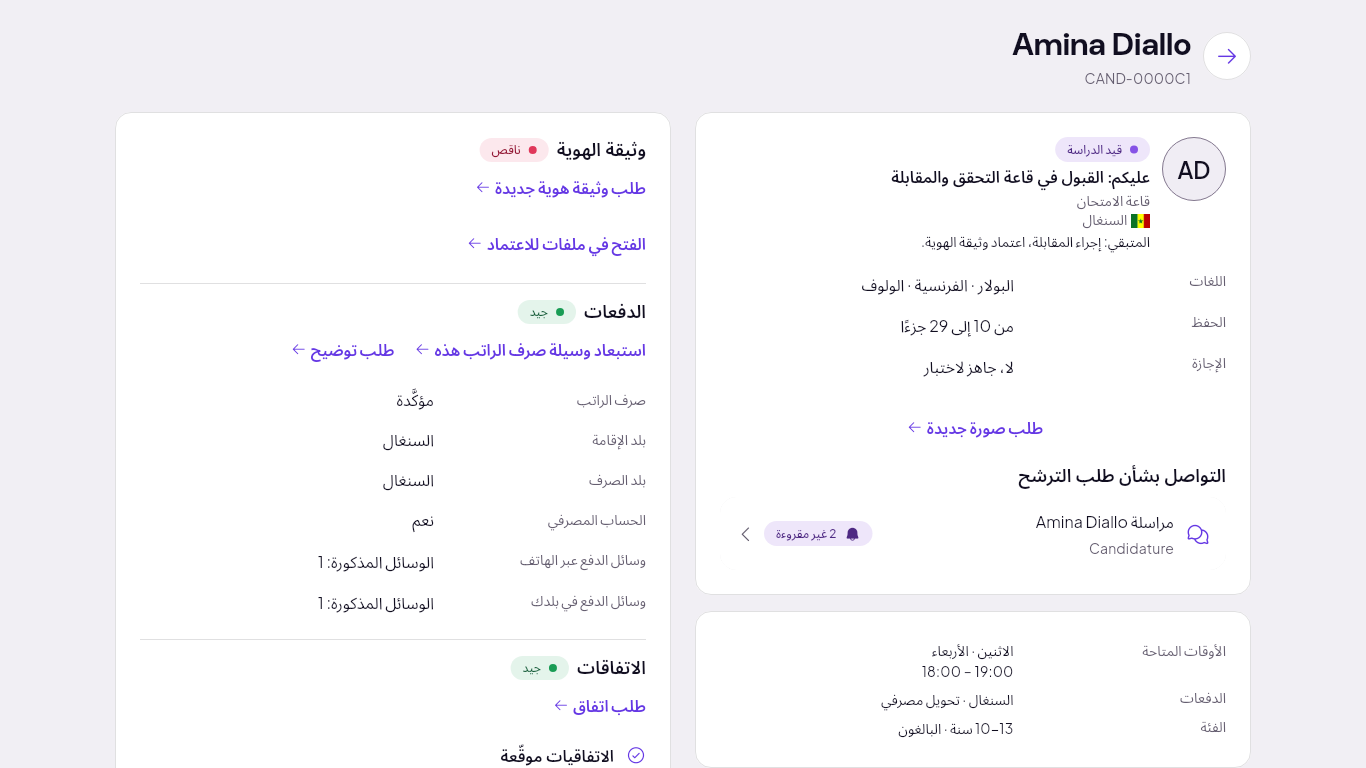 Amina Diallo
CAND-0000C1
AD
قيد الدراسة
عليكم: القبول في قاعة التحقق والمقابلة
قاعة الامتحان
السنغال
المتبقي: إجراء المقابلة، اعتماد وثيقة الهوية.
اللغات
البولار · الفرنسية · الولوف
الحفظ
من 10 إلى 29 جزءًا
الإجازة
لا، جاهز لاختبار
طلب صورة جديدة ←
التواصل بشأن طلب الترشح
مراسلة Amina Diallo
Candidature
2 غير مقروءة
الأوقات المتاحة
الاثنين · الأربعاء
18:00 – 19:00
الدفعات
السنغال · تحويل مصرفي
الفئة
10–13 سنة · البالغون
وثيقة الهوية
ناقص
طلب وثيقة هوية جديدة ←
الفتح في ملفات للاعتماد ←
الدفعات
جيد
استبعاد وسيلة صرف الراتب هذه ←
طلب توضيح ←
صرف الراتب
مؤكَّدة
بلد الإقامة
السنغال
بلد الصرف
السنغال
الحساب المصرفي
نعم
وسائل الدفع عبر الهاتف
الوسائل المذكورة: 1
وسائل الدفع في بلدك
الوسائل المذكورة: 1
الاتفاقات
جيد
طلب اتفاق ←
الاتفاقيات موقّعة